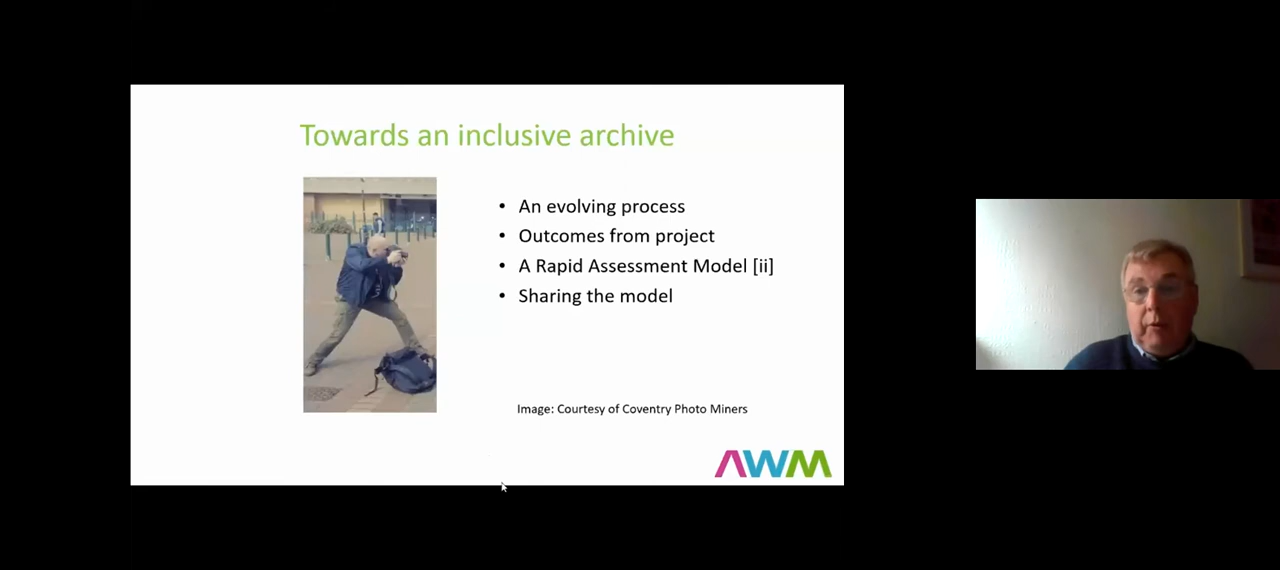 Towards an inclusive archive
• An evolving process
• Outcomes from project
• A Rapid Assessment Model [ii]
• Sharing the model
Image: Courtesy of Coventry Photo Miners
AWM